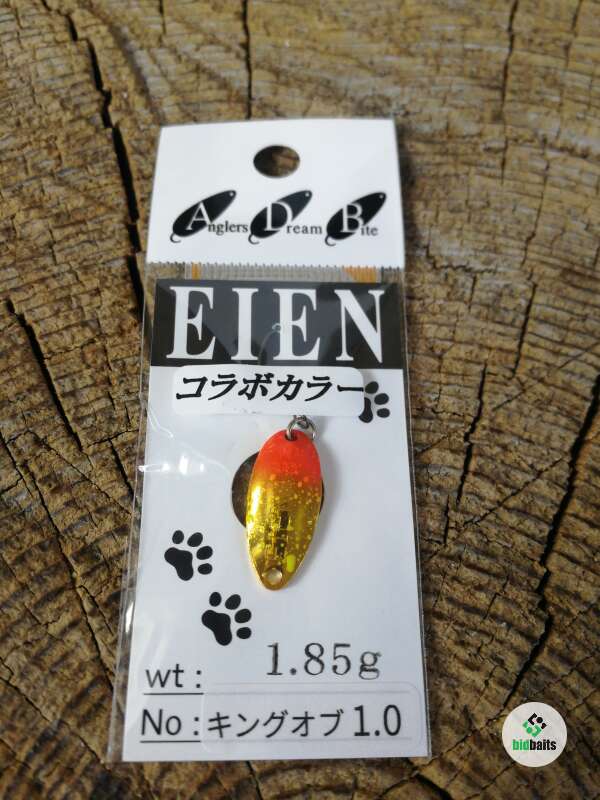 Anglers Dream Bite
EIEN
コラボカラー
wt : 1.85g
No : キングオブ 1.0
bidbaits